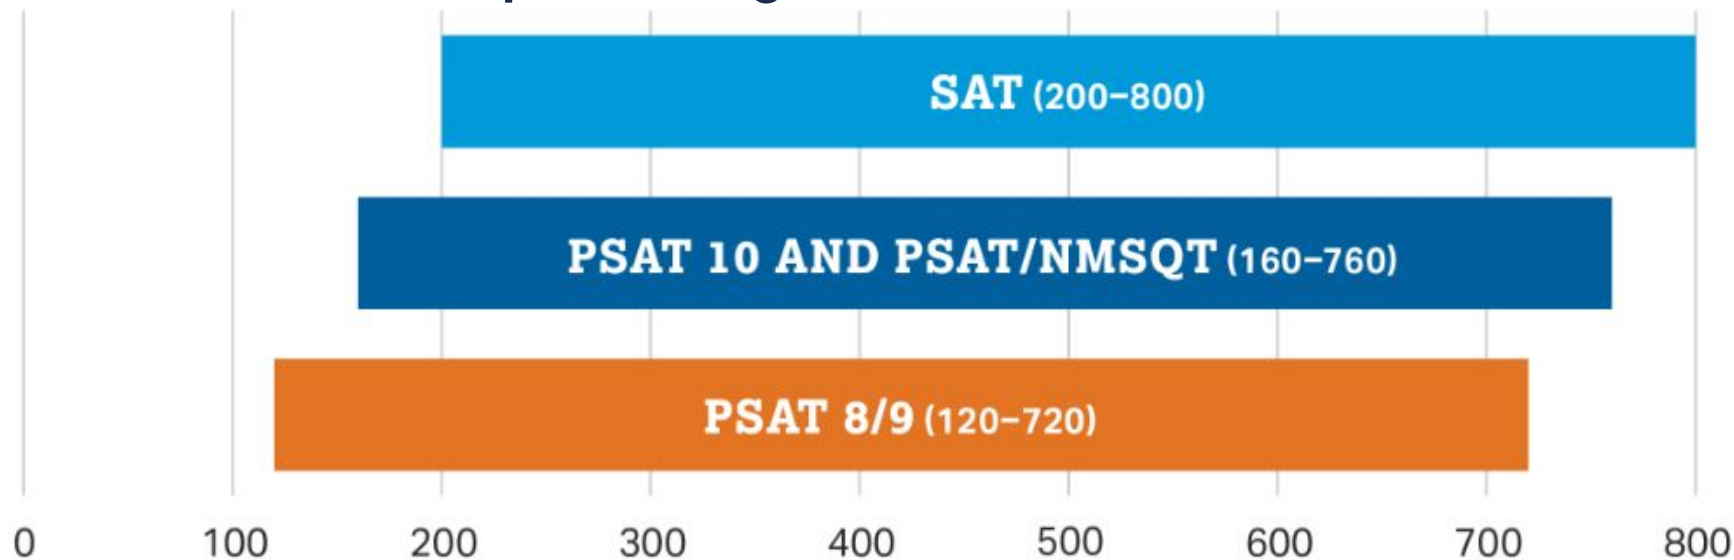 SAT (200–800)
PSAT 10 AND PSAT/NMSQT (160–760)
PSAT 8/9 (120–720)
0 100 200 300 400 500 600 700 800